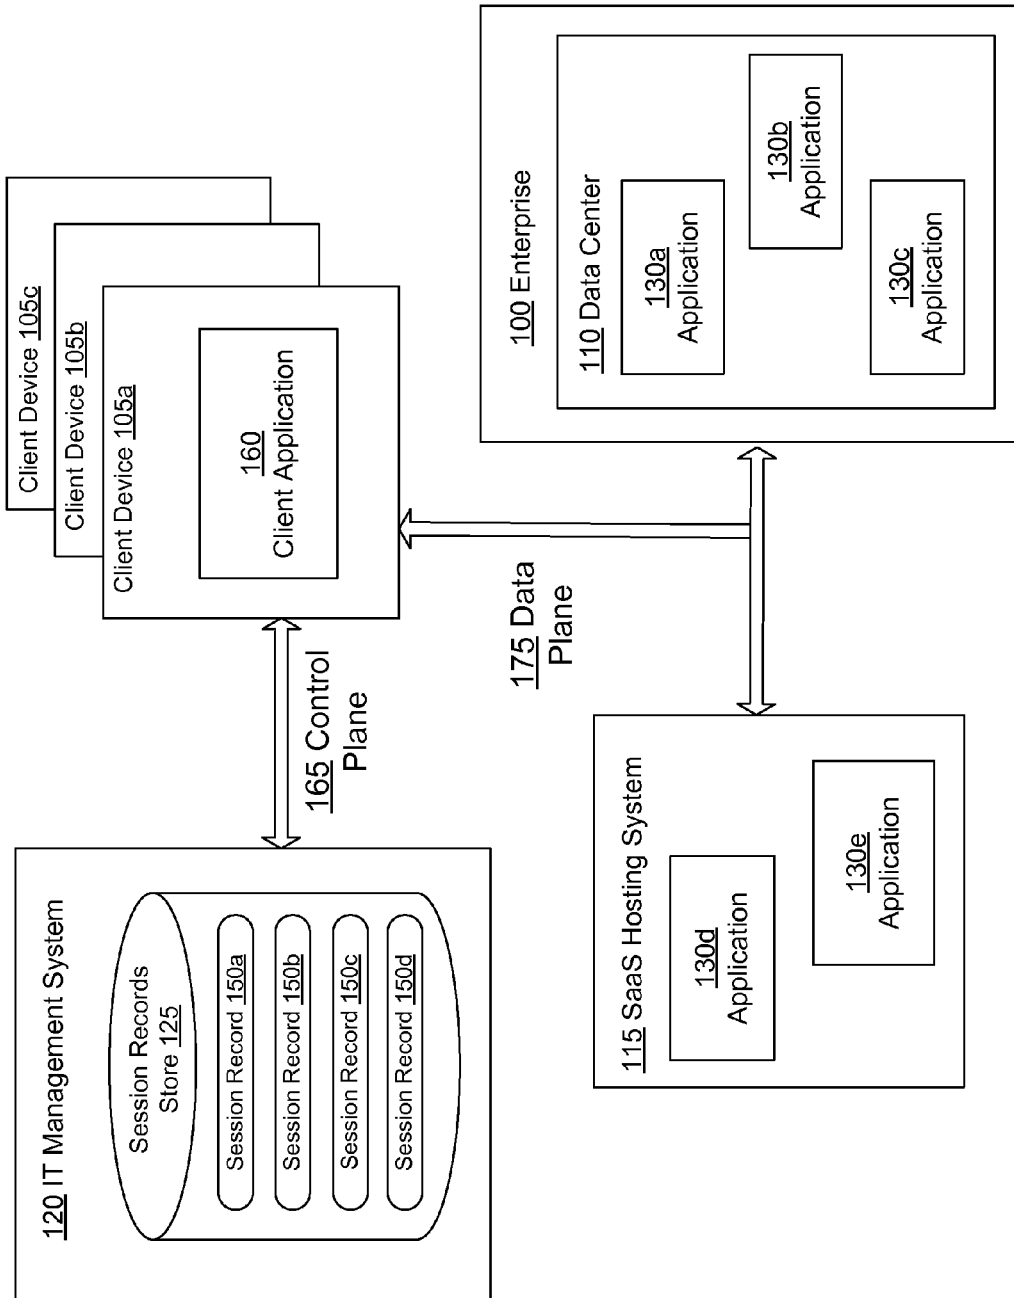 120 IT Management System
Session Records
Store 125
Session Record 150a
Session Record 150b
Session Record 150c
Session Record 150d
165 Control
Plane
Client Device 105c
Client Device 105b
Client Device 105a
160
Client Application
175 Data
Plane
115 SaaS Hosting System
130d
Application
130e
Application
100 Enterprise
110 Data Center
130a
Application
130b
Application
130c
Application